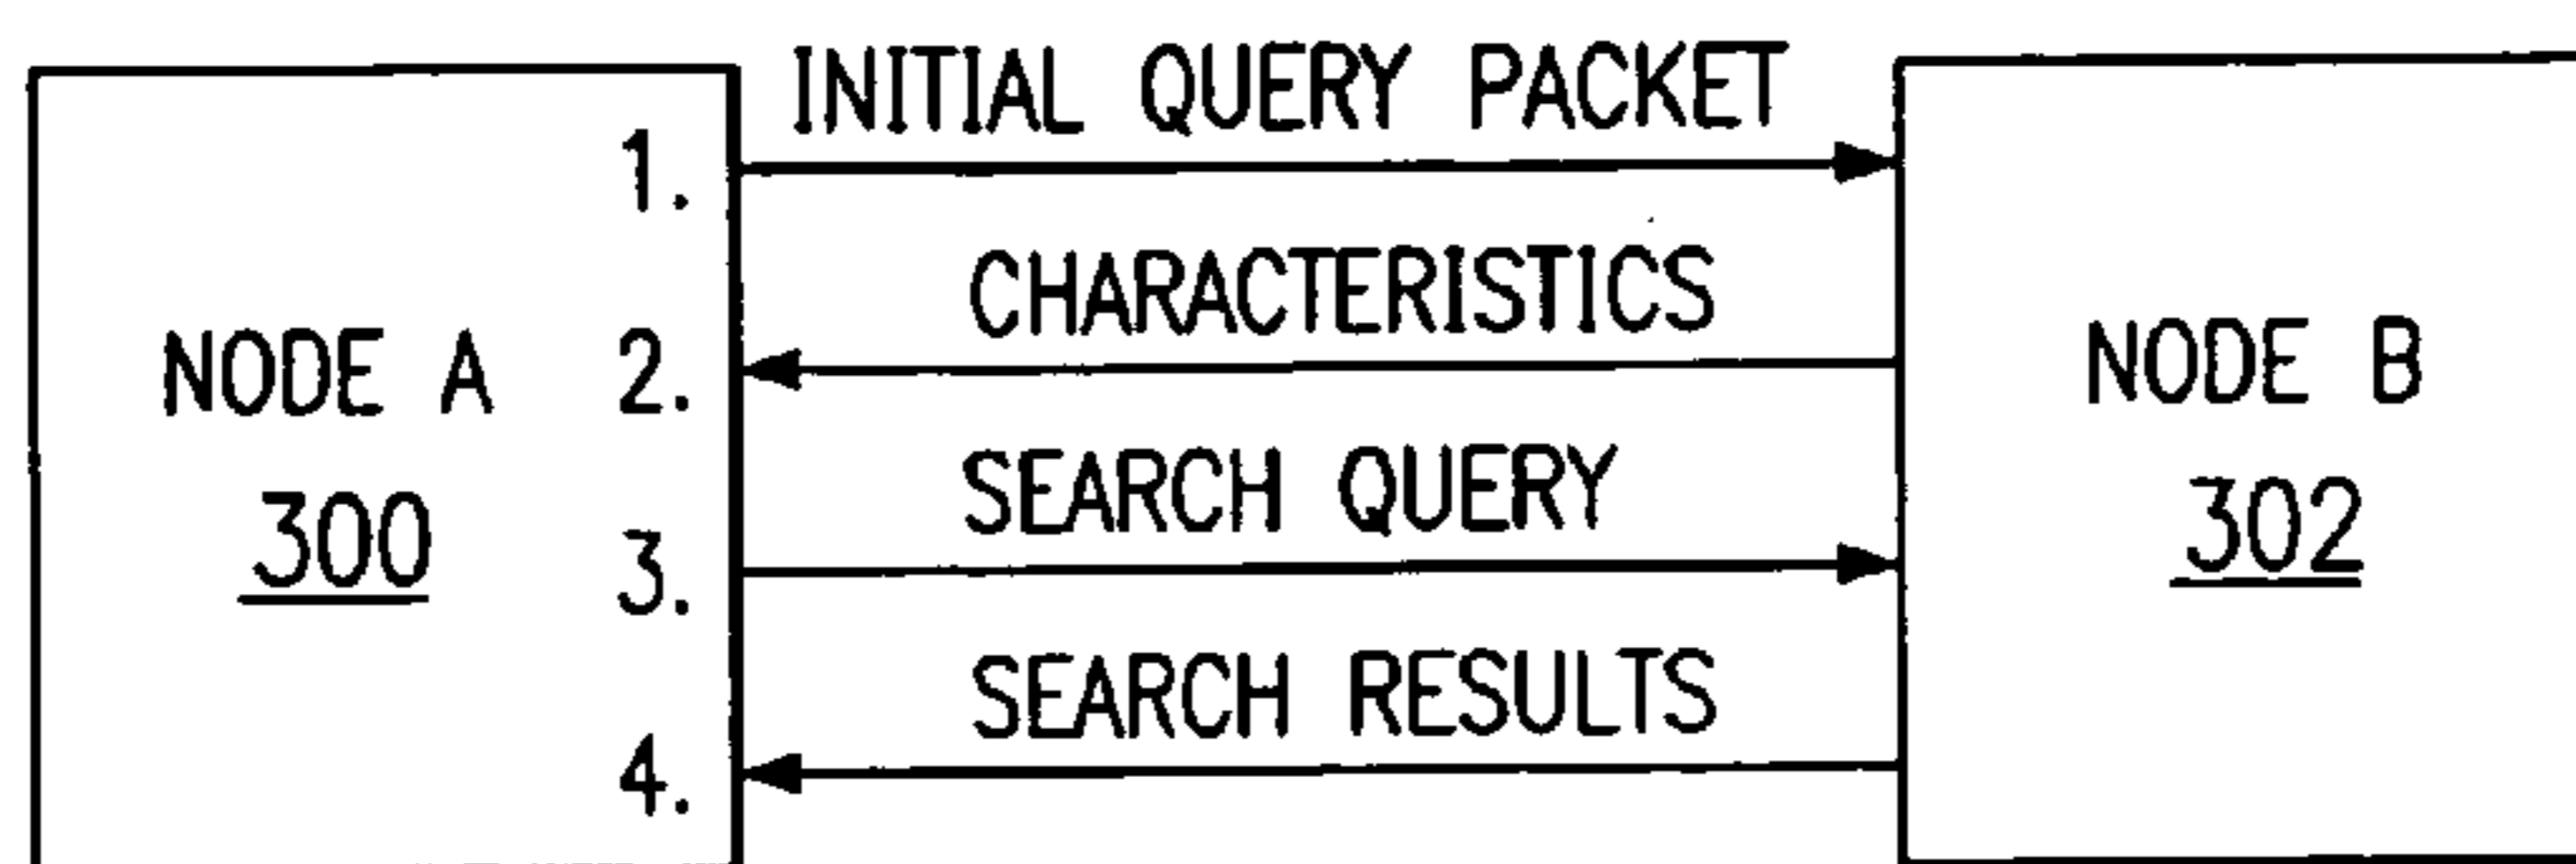 INITIAL QUERY PACKET
1.
CHARACTERISTICS
NODE A
2.
NODE B
SEARCH QUERY
300
3.
302
SEARCH RESULTS
4.